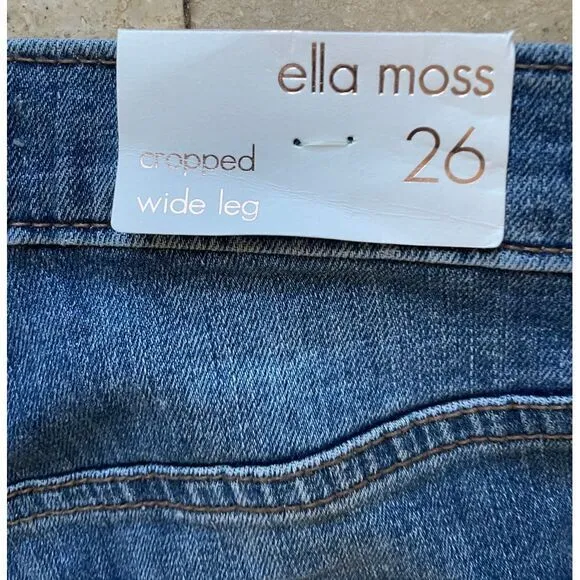 ella moss
26
cropped
wide leg